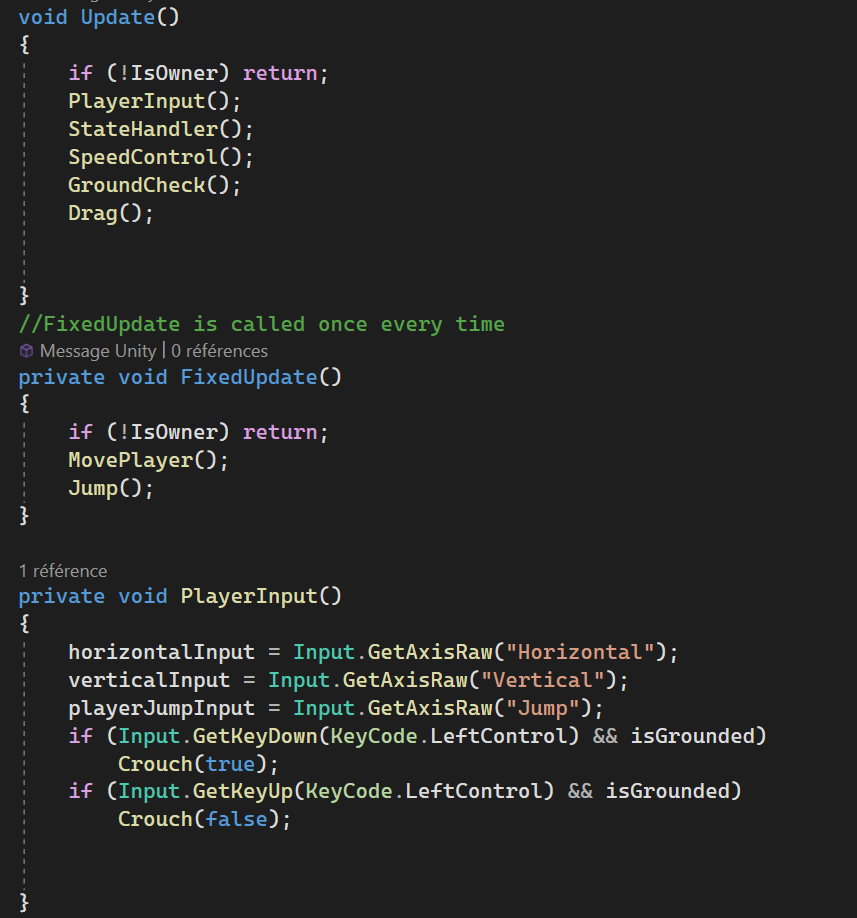 void Update()
{
if (!IsOwner) return;
PlayerInput();
StateHandler();
SpeedControl();
GroundCheck();
Drag();
}
//FixedUpdate is called once every time
Message Unity | 0 références
private void FixedUpdate()
{
if (!IsOwner) return;
MovePlayer();
Jump();
}
1 référence
private void PlayerInput()
{
horizontalInput = Input.GetAxisRaw("Horizontal");
verticalInput = Input.GetAxisRaw("Vertical");
playerJumpInput = Input.GetAxisRaw("Jump");
if (Input.GetKeyDown(KeyCode.LeftControl) && isGrounded)
Crouch(true);
if (Input.GetKeyUp(KeyCode.LeftControl) && isGrounded)
Crouch(false);
}